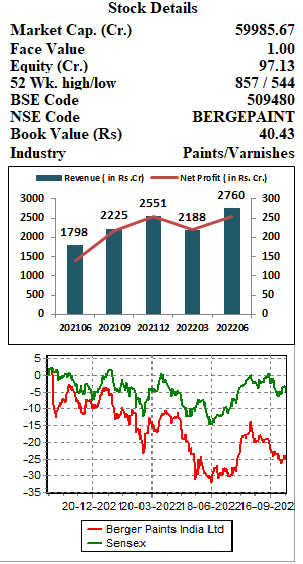 Stock Details
Market Cap. (Cr.) 59985.67
Face Value 1.00
Equity (Cr.) 97.13
52 Wk. high/low 857 / 544
BSE Code 509480
NSE Code BERGEPAINT
Book Value (Rs) 40.43
Industry Paints/Varnishes
Revenue ( in Rs .Cr) Net Profit ( in Rs. Cr.)
3000 300
2500 250
2000 200
1500 150
1000 100
500 50
0 0
1798 2225 2551 2188 2760
202106 202109 202112 202203 202206
5
0
-5
-10
-15
-20
-25
-30
-35
20-12-2021 20-03-2022 18-06-2022 16-09-2022
Berger Paints India Ltd
Sensex